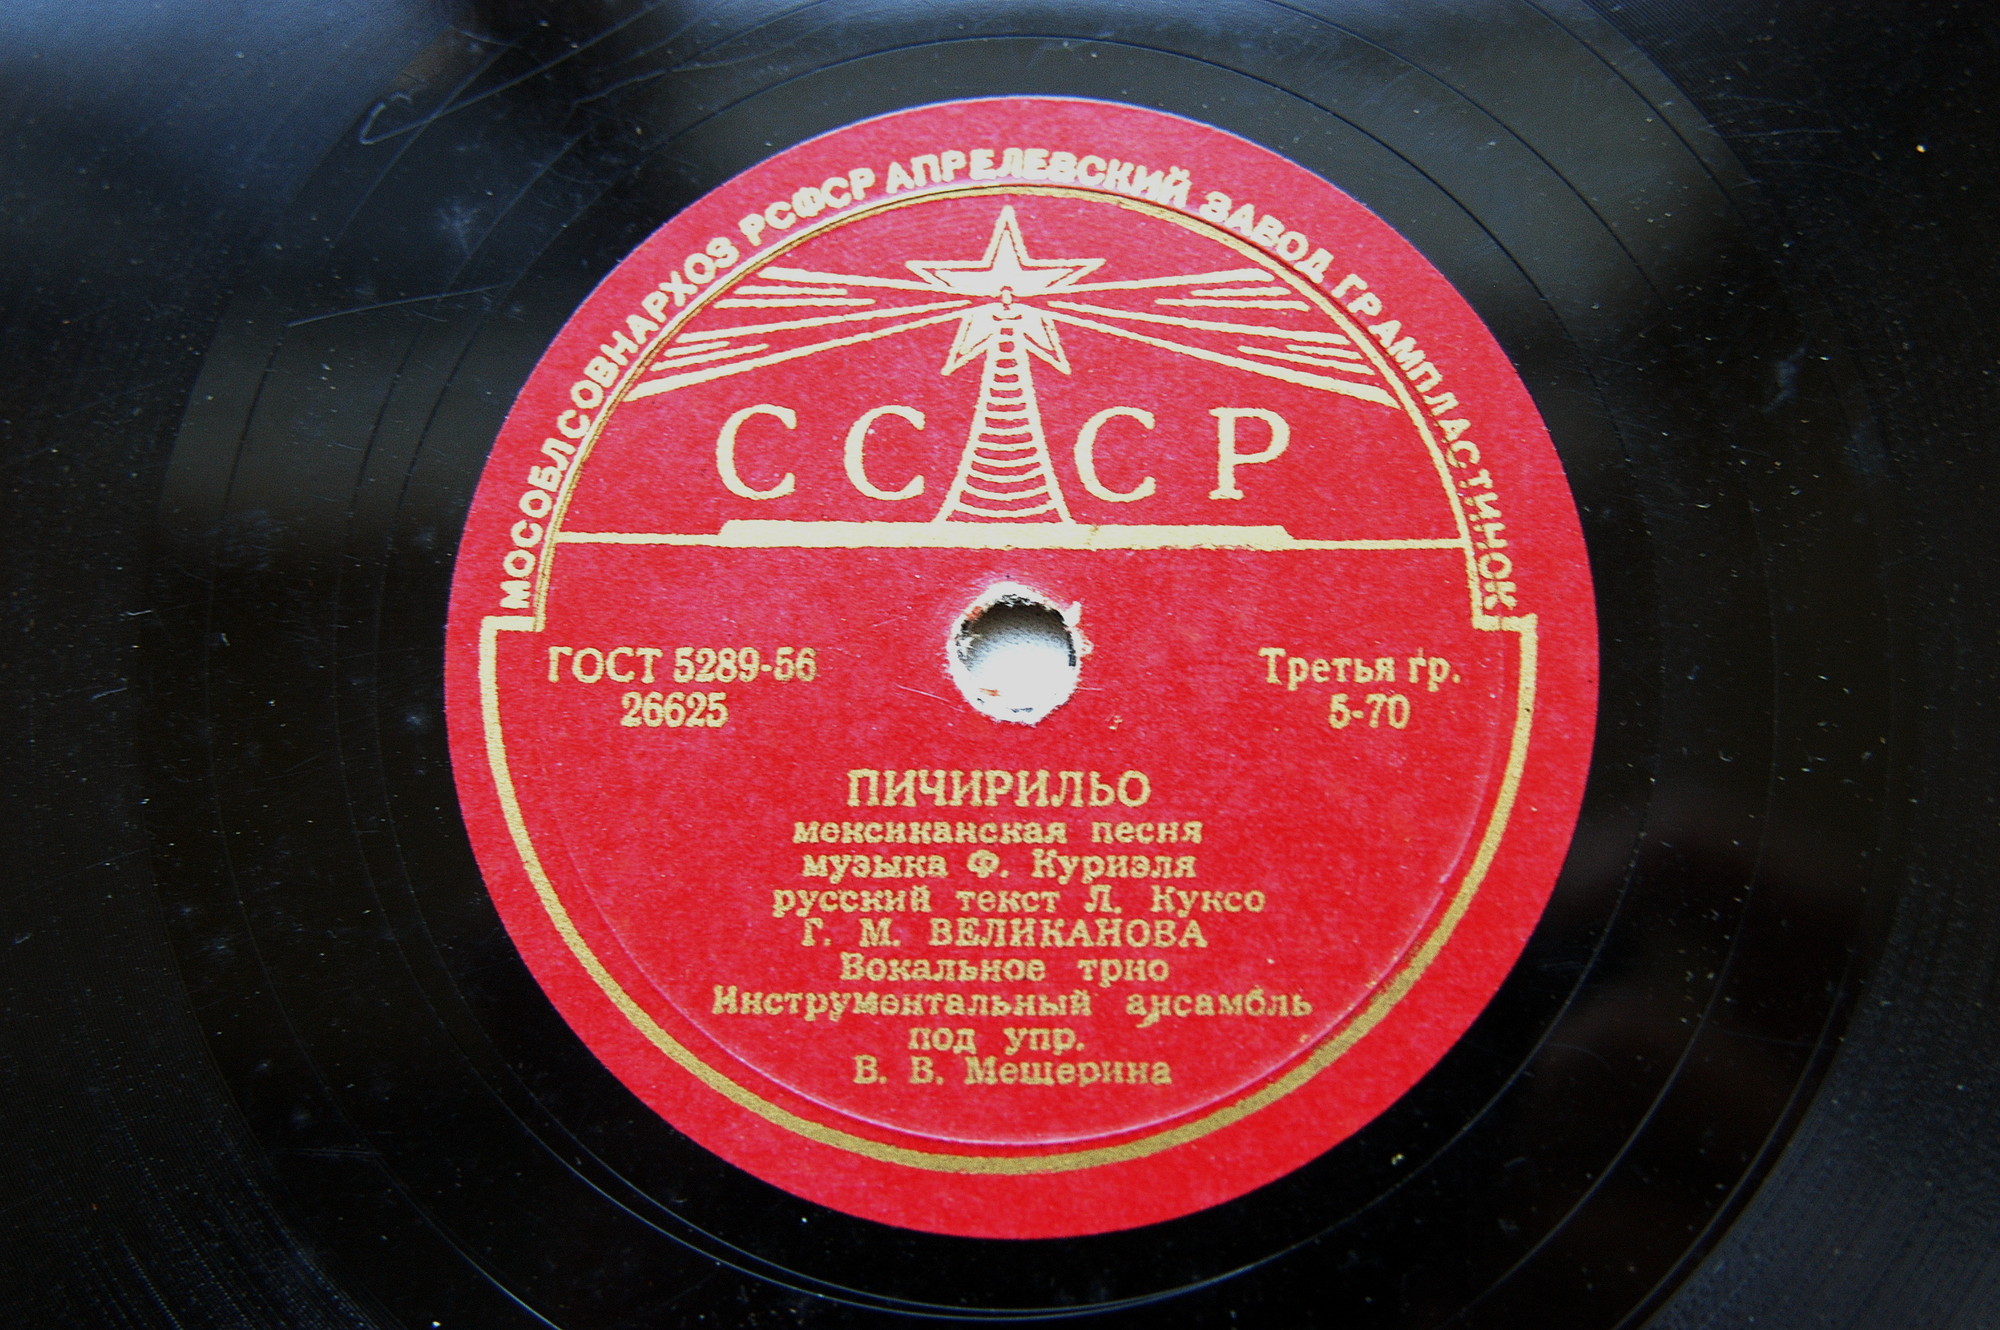 МОСОБЛСОВНАРХОЗ РСФСР АПРЕЛЕВСКИЙ ЗАВОД ГРАМПЛАСТИНОК
СССР
ГОСТ 5289-56
26625
Третья гр.
5-70
ПИЧИРИЛЬО
мексиканская песня
музыка Ф. Куриэля
русский текст Л. Куксо
Г. М. ВЕЛИКАНОВА
Вокальное трио
Инструментальный ансамбль
под упр.
В. В. Мещерина